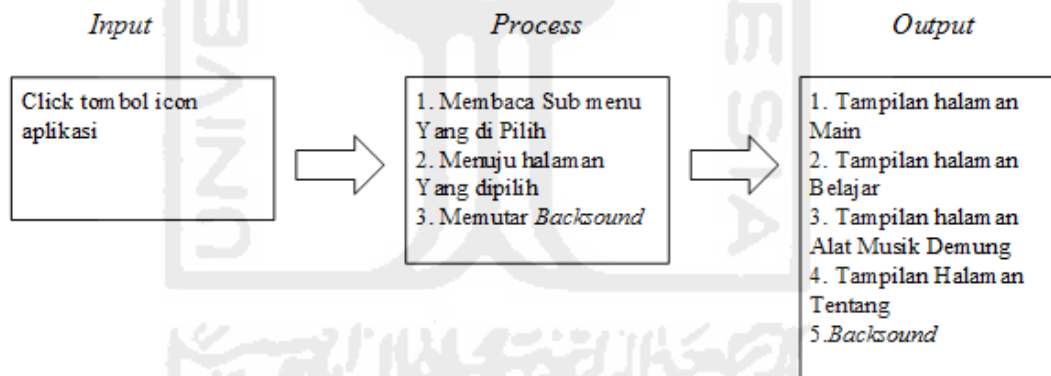 Input
Process
Output
Click tombol icon
aplikasi
1. Membaca Sub menu
Yang di Pilih
2. Menuju halaman
Yang dipilih
3. Memutar Backsound
1. Tampilan halaman
Main
2. Tampilan halaman
Belajar
3. Tampilan halaman
Alat Musik Demung
4. Tampilan Halaman
Tentang
5.Backsound